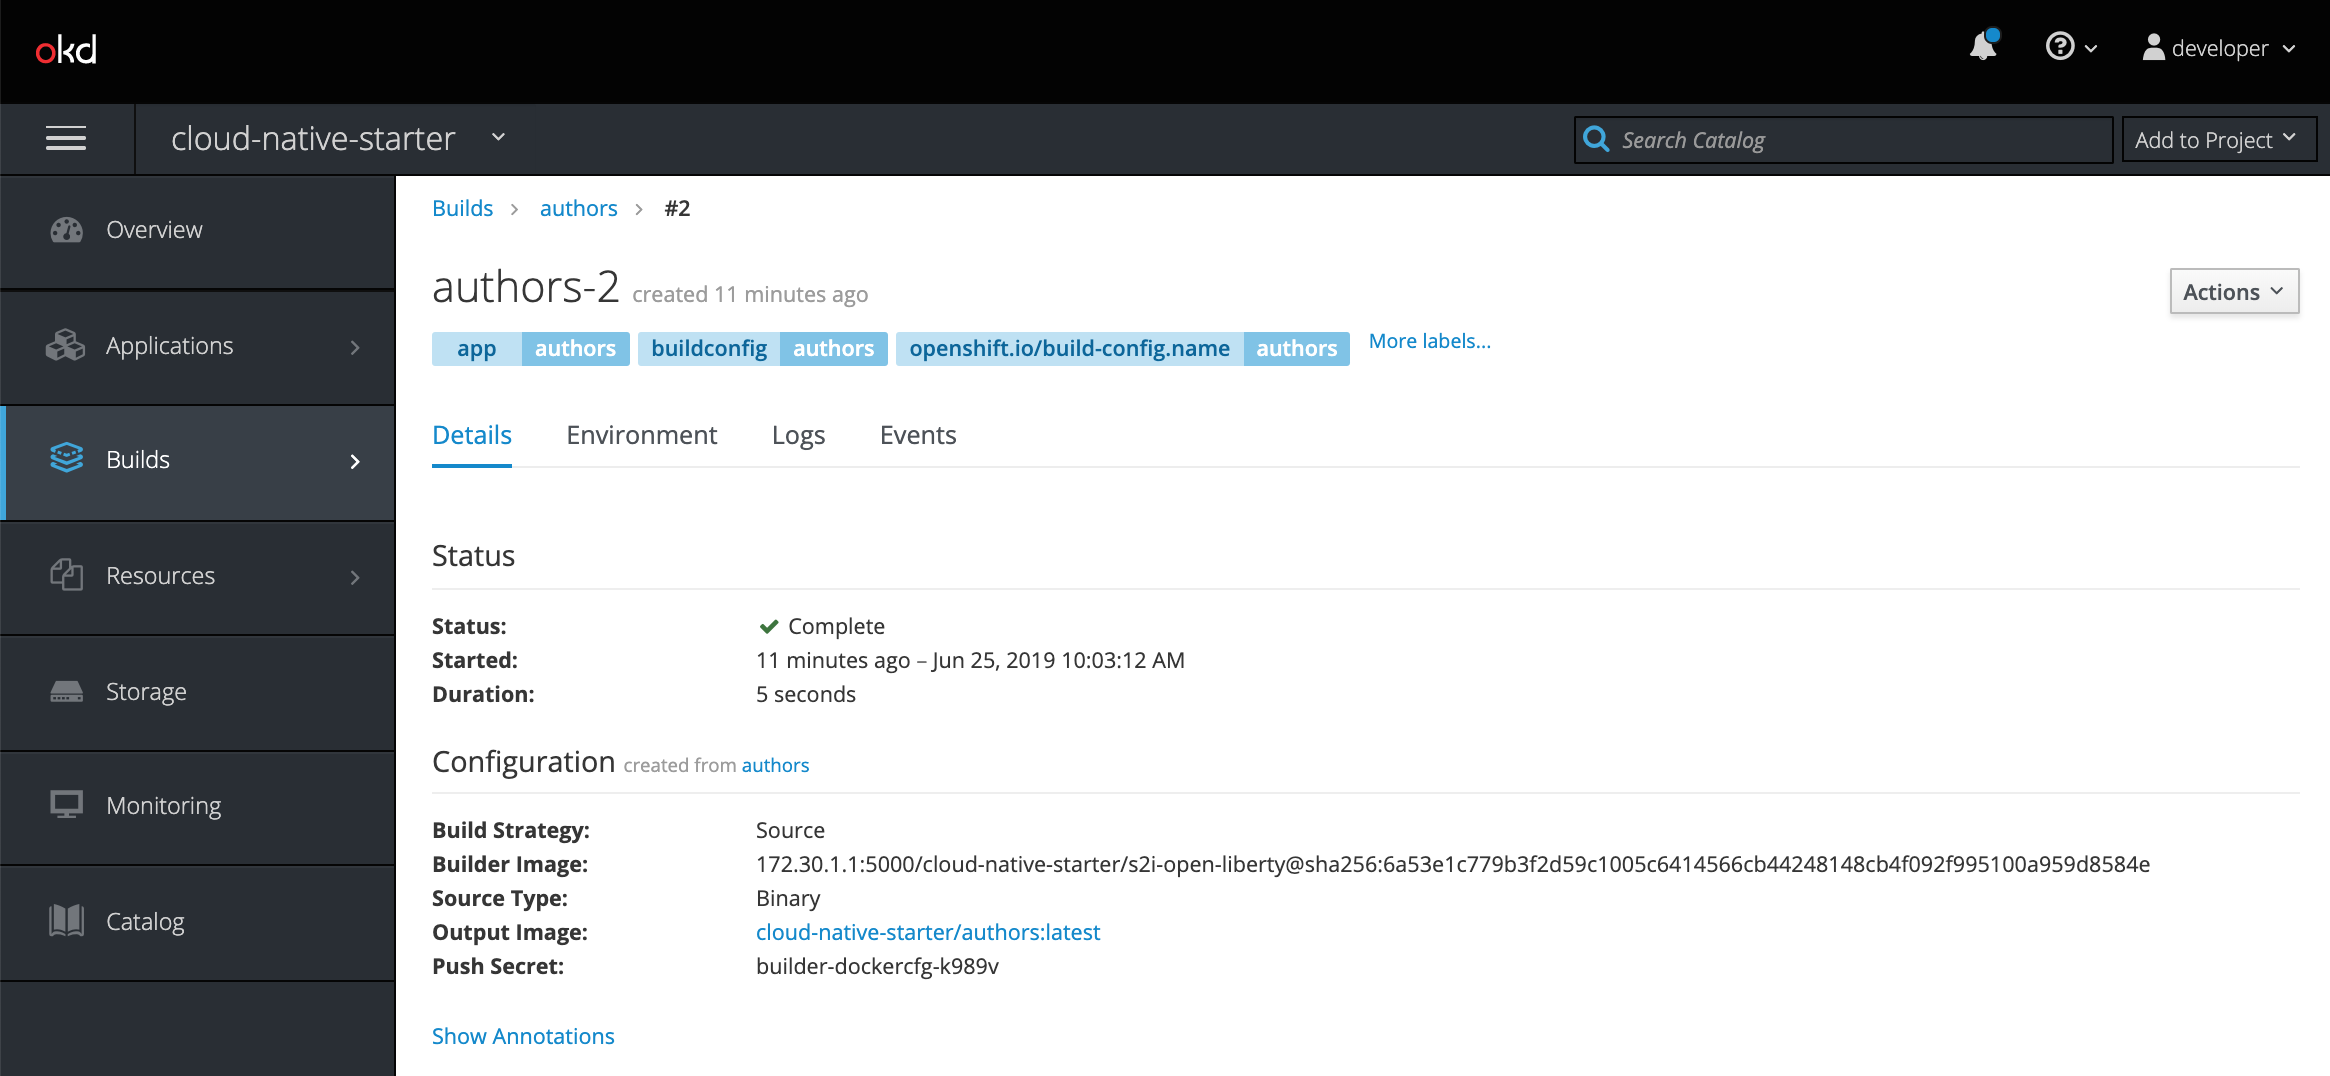 okd
developer
cloud-native-starter
Search Catalog
Add to Project
Overview
Applications
Builds
Resources
Storage
Monitoring
Catalog
Builds > authors > #2
authors-2 created 11 minutes ago
Actions
app authors buildconfig authors openshift.io/build-config.name authors More labels...
Details Environment Logs Events
Status
Status: Complete
Started: 11 minutes ago – Jun 25, 2019 10:03:12 AM
Duration: 5 seconds
Configuration created from authors
Build Strategy: Source
Builder Image: 172.30.1.1:5000/cloud-native-starter/s2i-open-liberty@sha256:6a53e1c779b3f2d59c1005c6414566cb44248148cb4f092f995100a959d8584e
Source Type: Binary
Output Image: cloud-native-starter/authors:latest
Push Secret: builder-dockercfg-k989v
Show Annotations